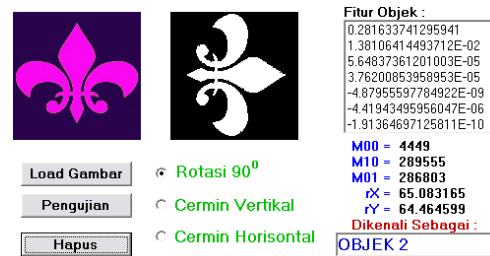 Fitur Objek :
0.281633741295941
1.38106414493712E-02
5.64837361201003E-05
3.76200853958953E-05
-4.87955597784922E-09
-4.41943495956047E-06
-1.91364697125811E-10
M00 = 4449
M10 = 289555
M01 = 286803
rX = 65.083165
rY = 64.464599
Dikenali Sebagai :
OBJEK 2
Load Gambar
Pengujian
Hapus
Rotasi 90⁰
Cermin Vertikal
Cermin Horisontal